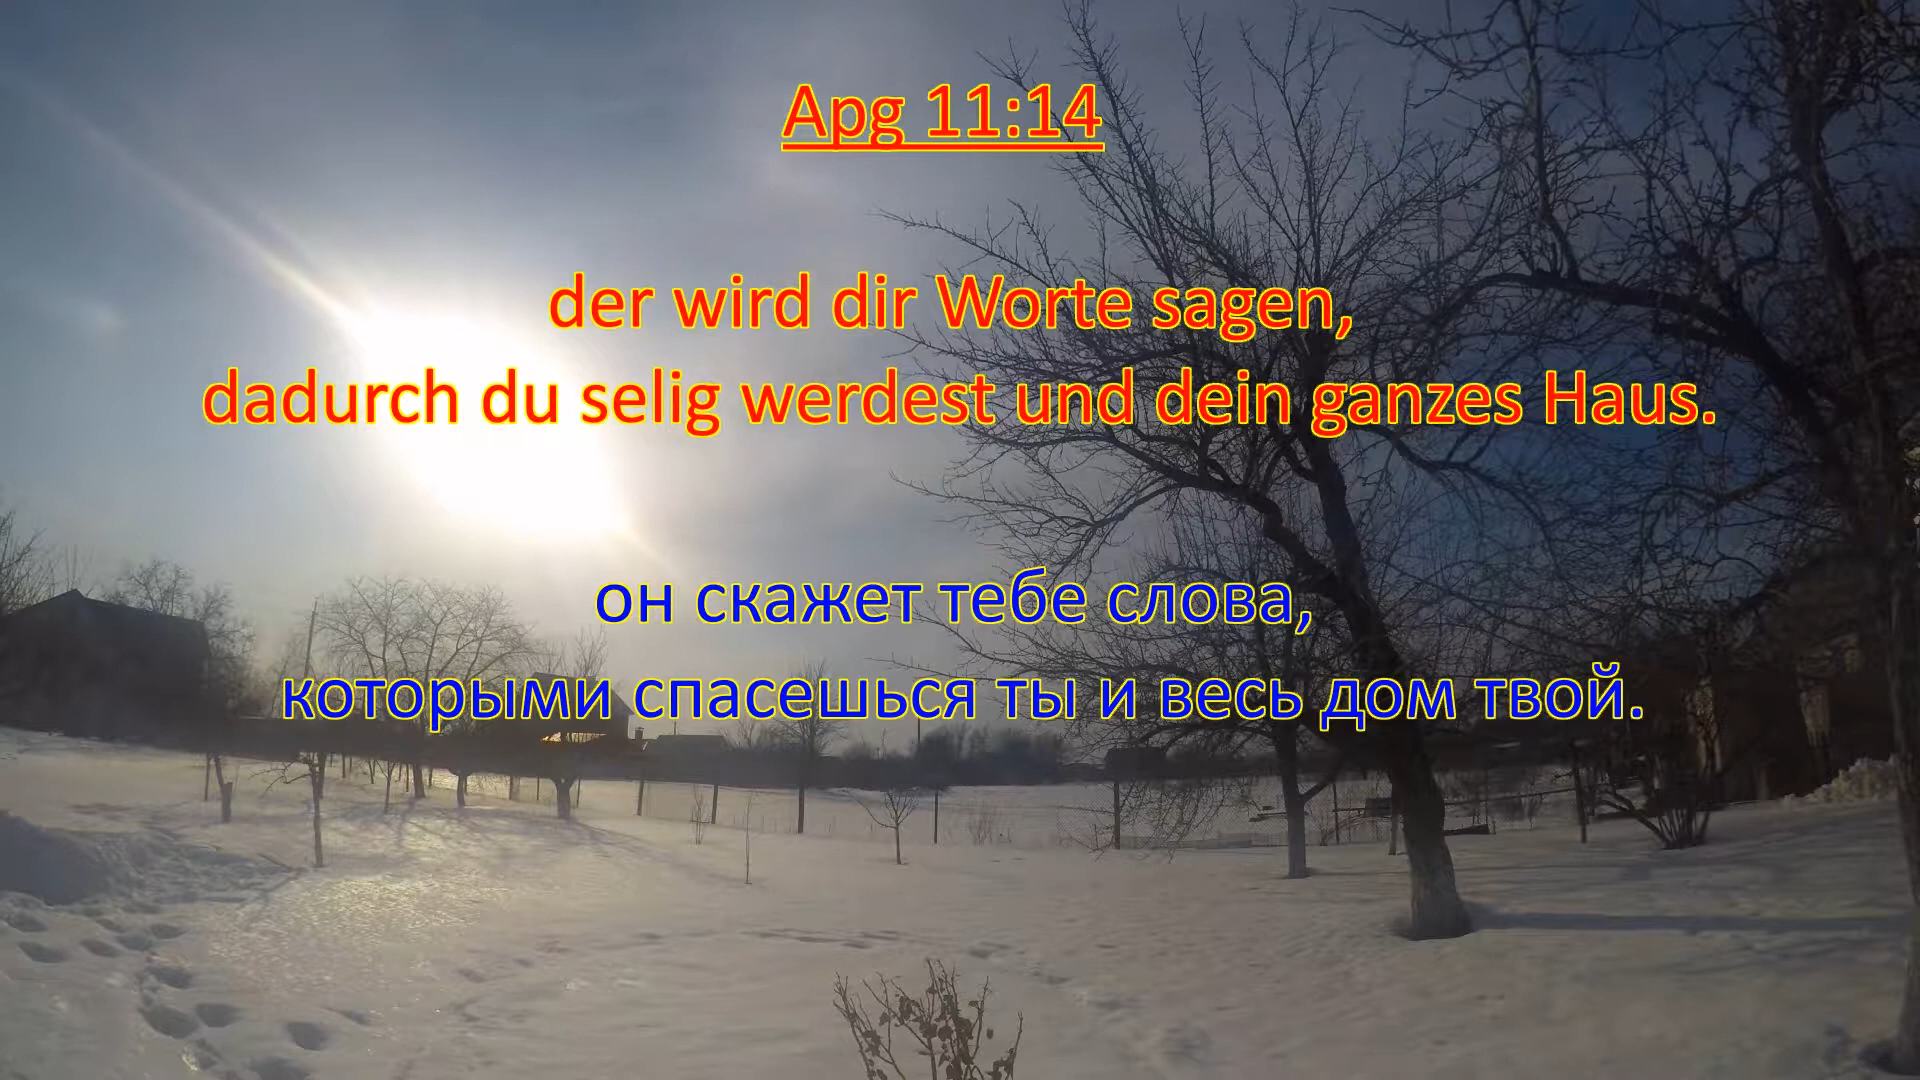 Apg 11:14
der wird dir Worte sagen,
dadurch du selig werdest und dein ganzes Haus.
он скажет тебе слова,
которыми спасешься ты и весь дом твой.